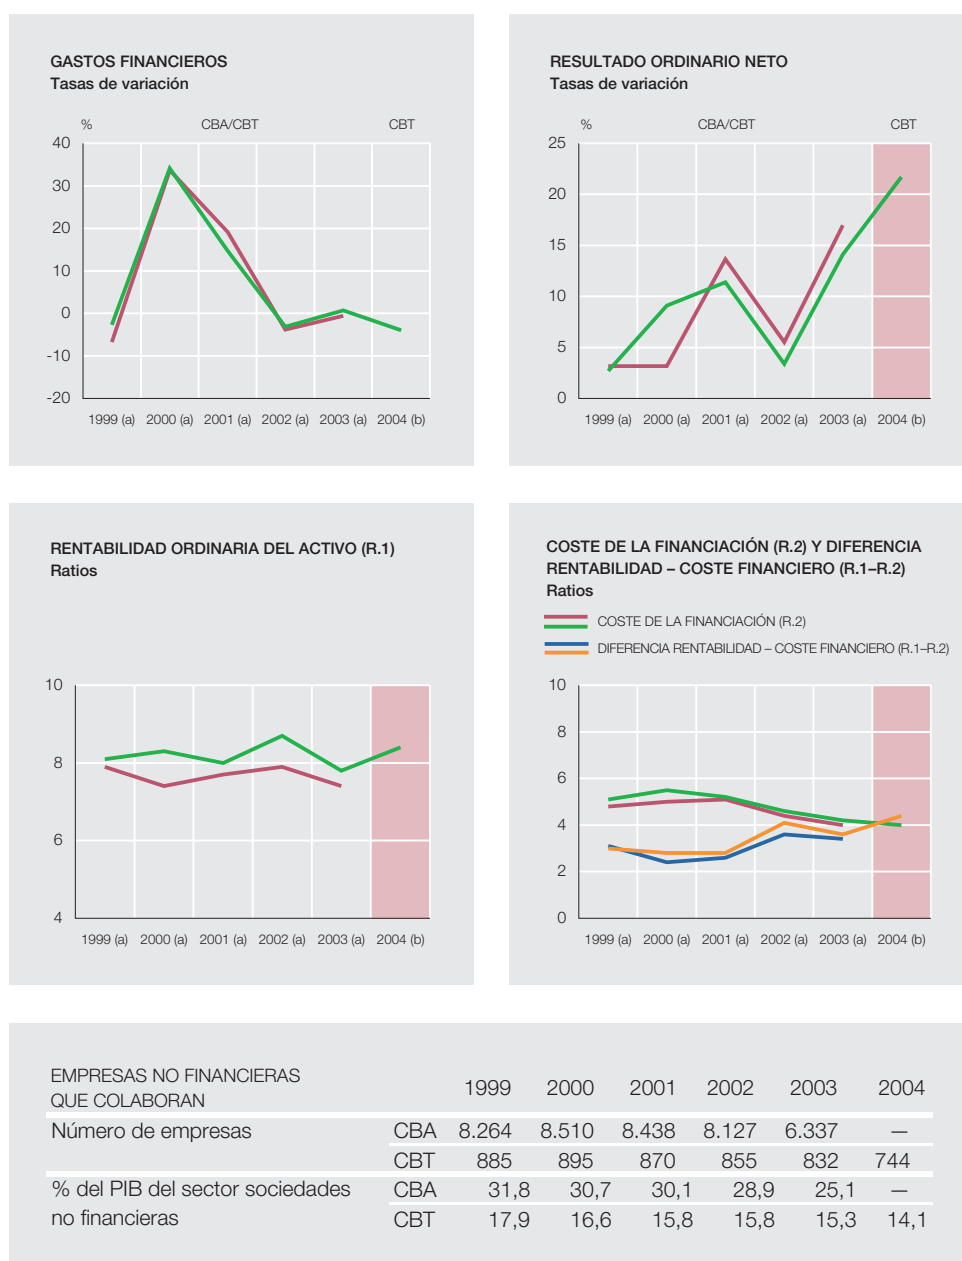 GASTOS FINANCIEROS
Tasas de variación
% CBA/CBT CBT
40
30
20
10
0
-10
-20
1999 (a) 2000 (a) 2001 (a) 2002 (a) 2003 (a) 2004 (b)
RESULTADO ORDINARIO NETO
Tasas de variación
% CBA/CBT CBT
25
20
15
10
5
0
1999 (a) 2000 (a) 2001 (a) 2002 (a) 2003 (a) 2004 (b)
RENTABILIDAD ORDINARIA DEL ACTIVO (R.1)
Ratios
10
8
6
4
1999 (a) 2000 (a) 2001 (a) 2002 (a) 2003 (a) 2004 (b)
COSTE DE LA FINANCIACIÓN (R.2) Y DIFERENCIA
RENTABILIDAD – COSTE FINANCIERO (R.1–R.2)
Ratios
COSTE DE LA FINANCIACIÓN (R.2)
DIFERENCIA RENTABILIDAD – COSTE FINANCIERO (R.1–R.2)
10
8
6
4
2
0
1999 (a) 2000 (a) 2001 (a) 2002 (a) 2003 (a) 2004 (b)
EMPRESAS NO FINANCIERAS
QUE COLABORAN
1999 2000 2001 2002 2003 2004
Número de empresas CBA 8.264 8.510 8.438 8.127 6.337 —
CBT 885 895 870 855 832 744
% del PIB del sector sociedades CBA 31,8 30,7 30,1 28,9 25,1 —
no financieras CBT 17,9 16,6 15,8 15,8 15,3 14,1